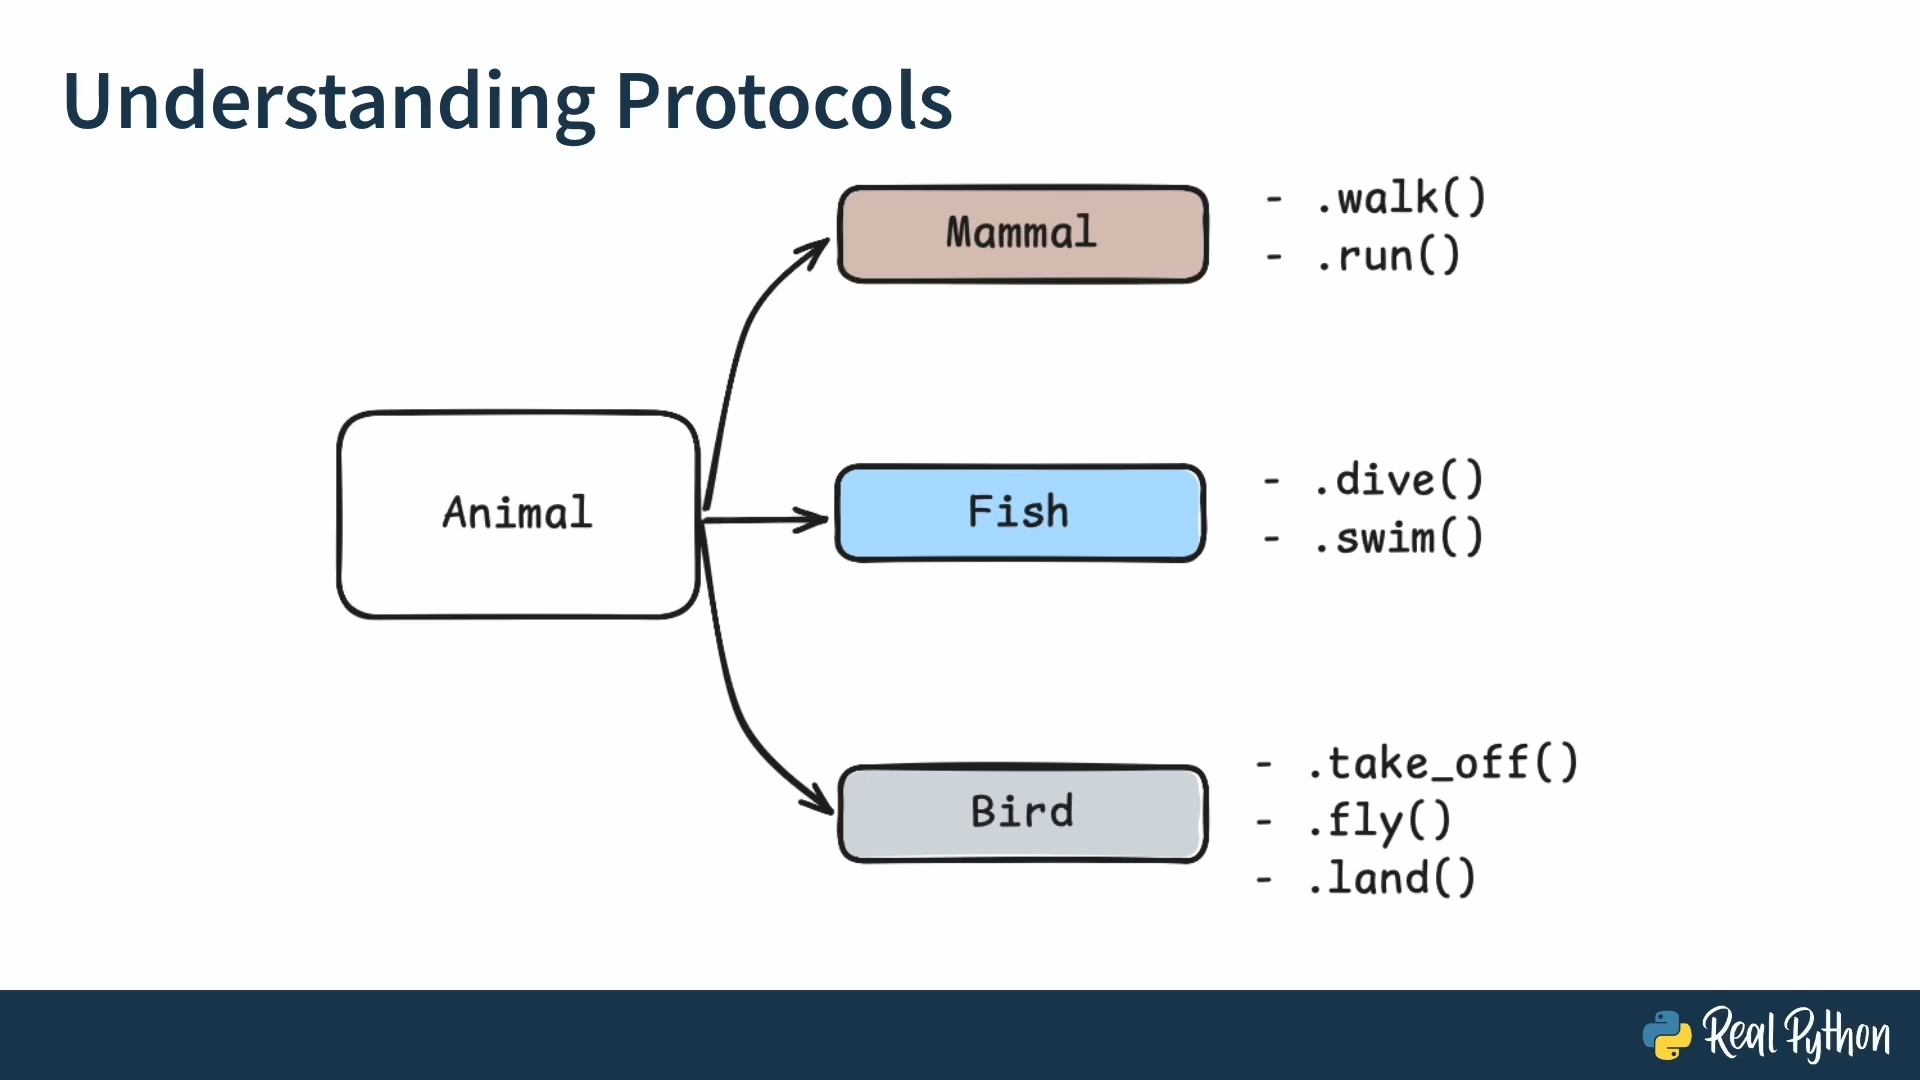 Understanding Protocols
Animal
Mammal
- .walk()
- .run()
Fish
- .dive()
- .swim()
Bird
- .take_off()
- .fly()
- .land()
Real Python